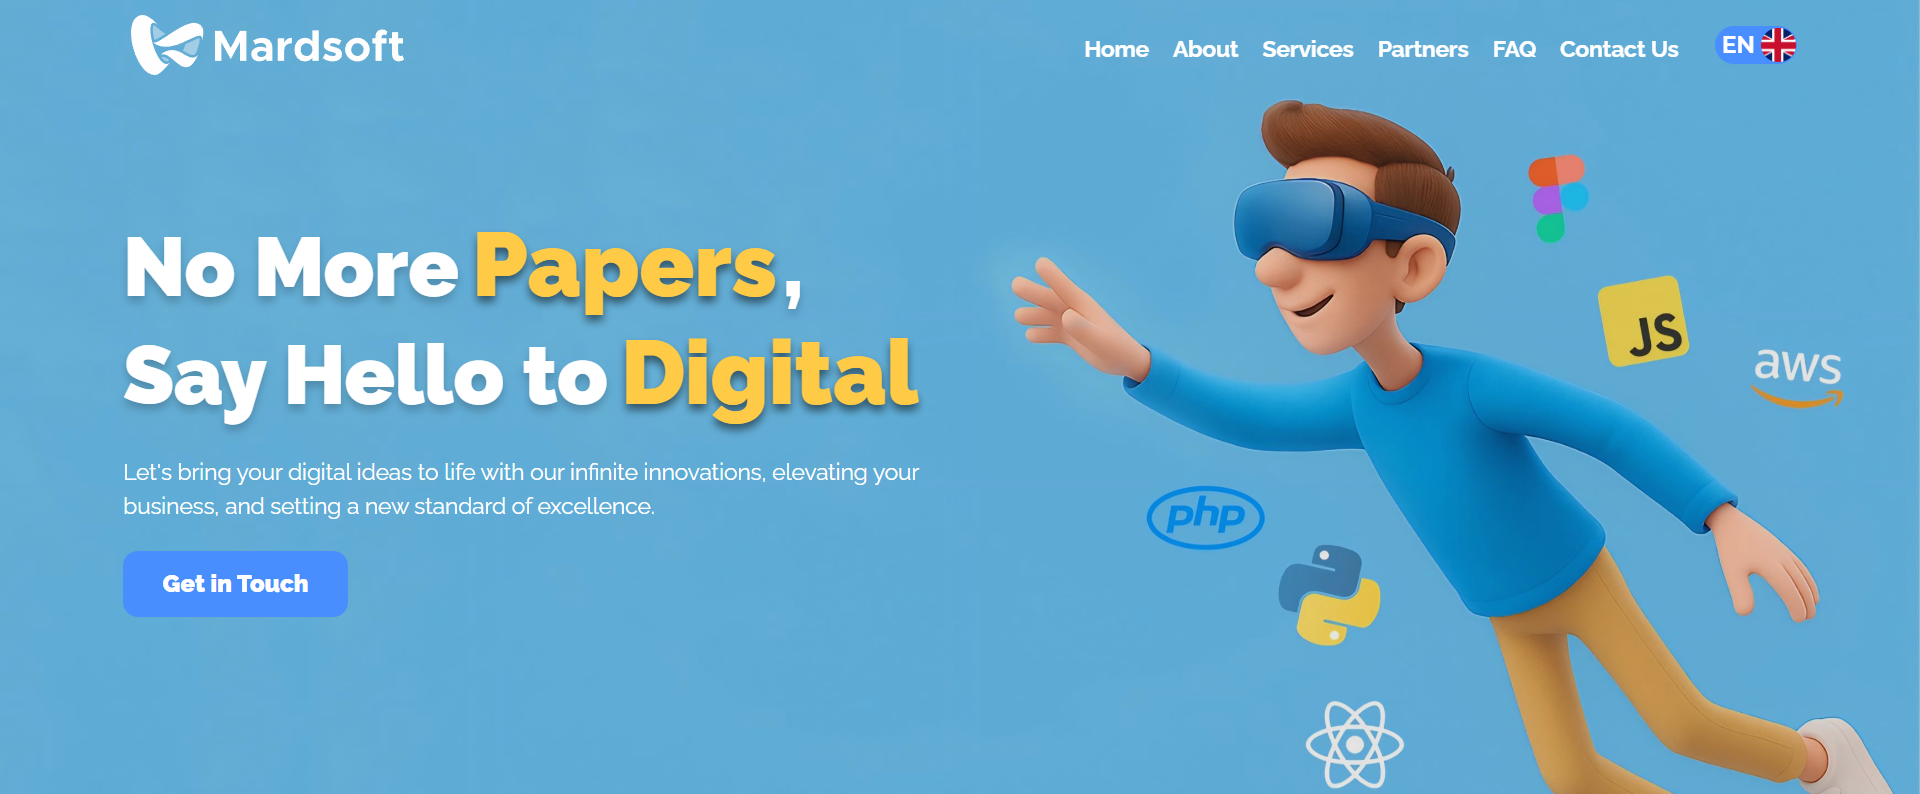 Mardsoft
Home About Services Partners FAQ Contact Us EN
No More Papers,
Say Hello to Digital
Let's bring your digital ideas to life with our infinite innovations, elevating your
business, and setting a new standard of excellence.
Get in Touch
JS
aws
php